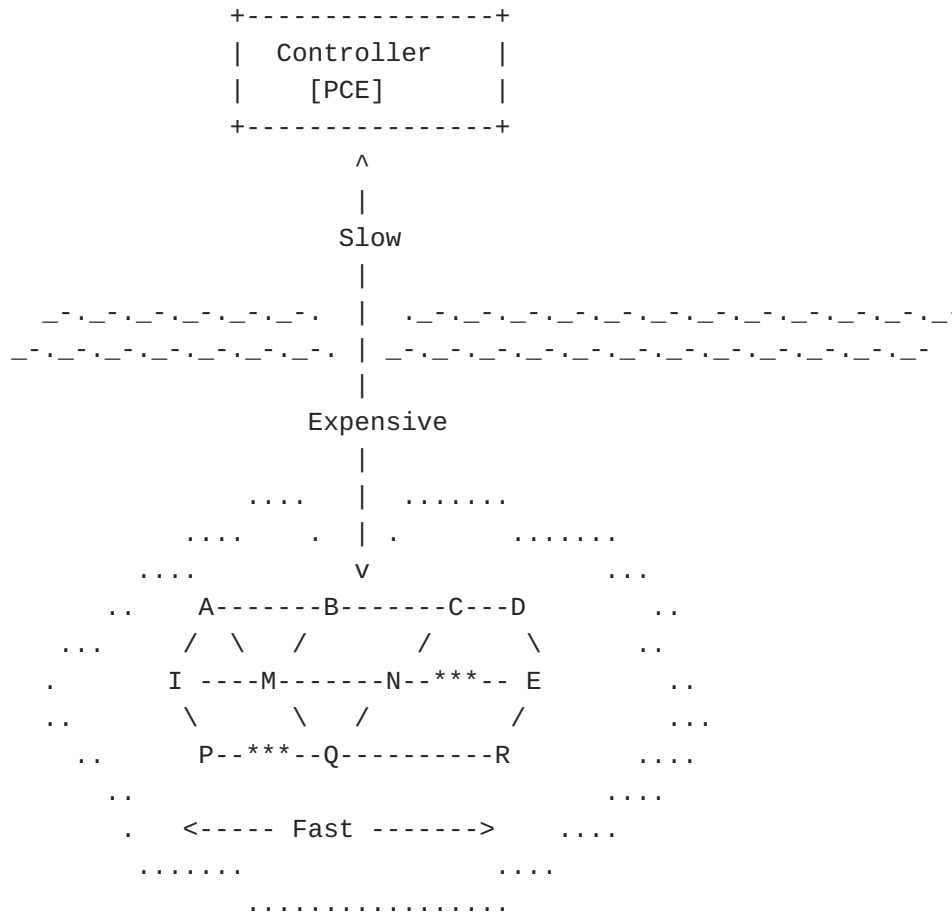 Controller
[PCE]
Slow
Expensive
A-------B-------C---D
I ----M-------N--***-- E
P--***--Q----------R
<----- Fast ------->